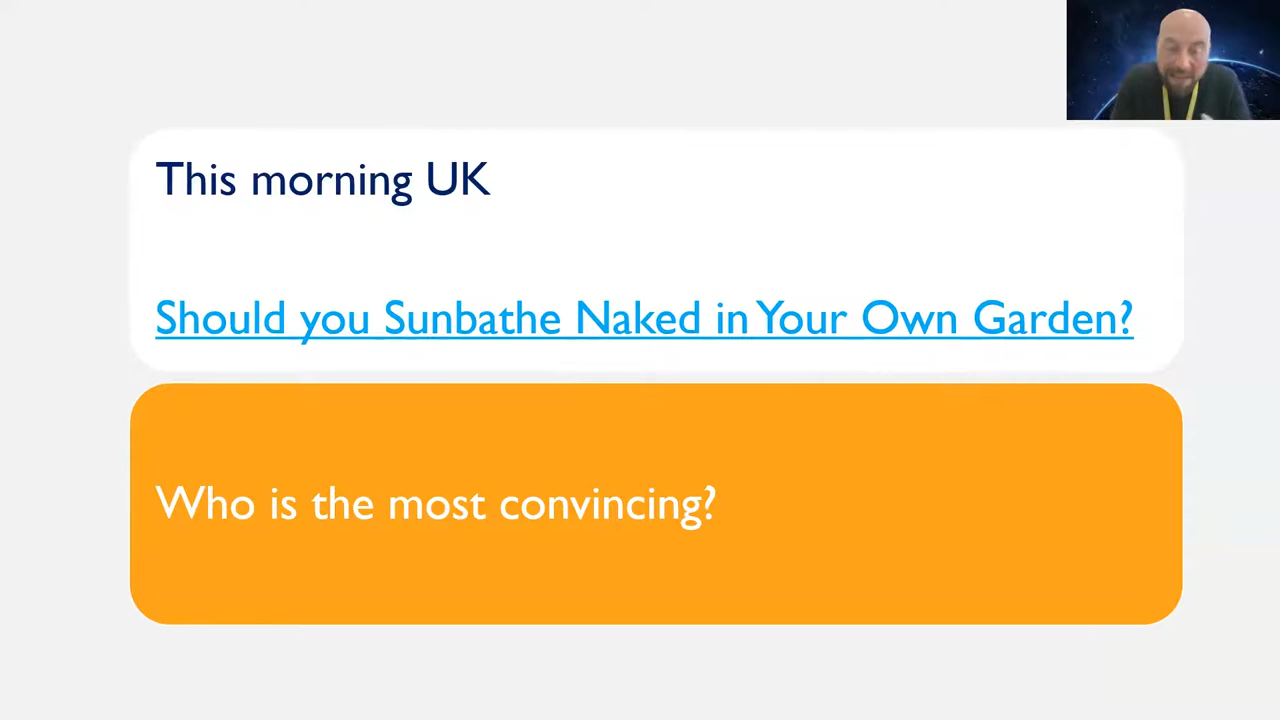 This morning UK
Should you Sunbathe Naked in Your Own Garden?
Who is the most convincing?